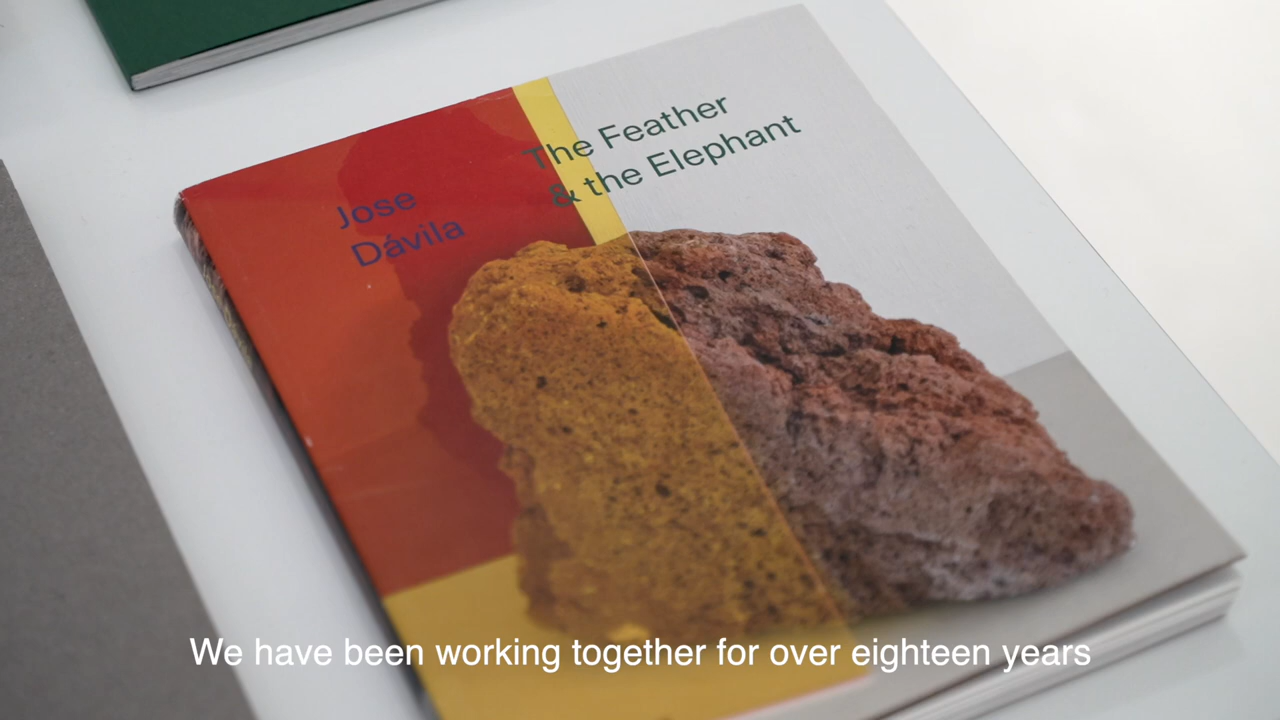 The Feather
& the Elephant
Jose
Dávila
We have been working together for over eighteen years